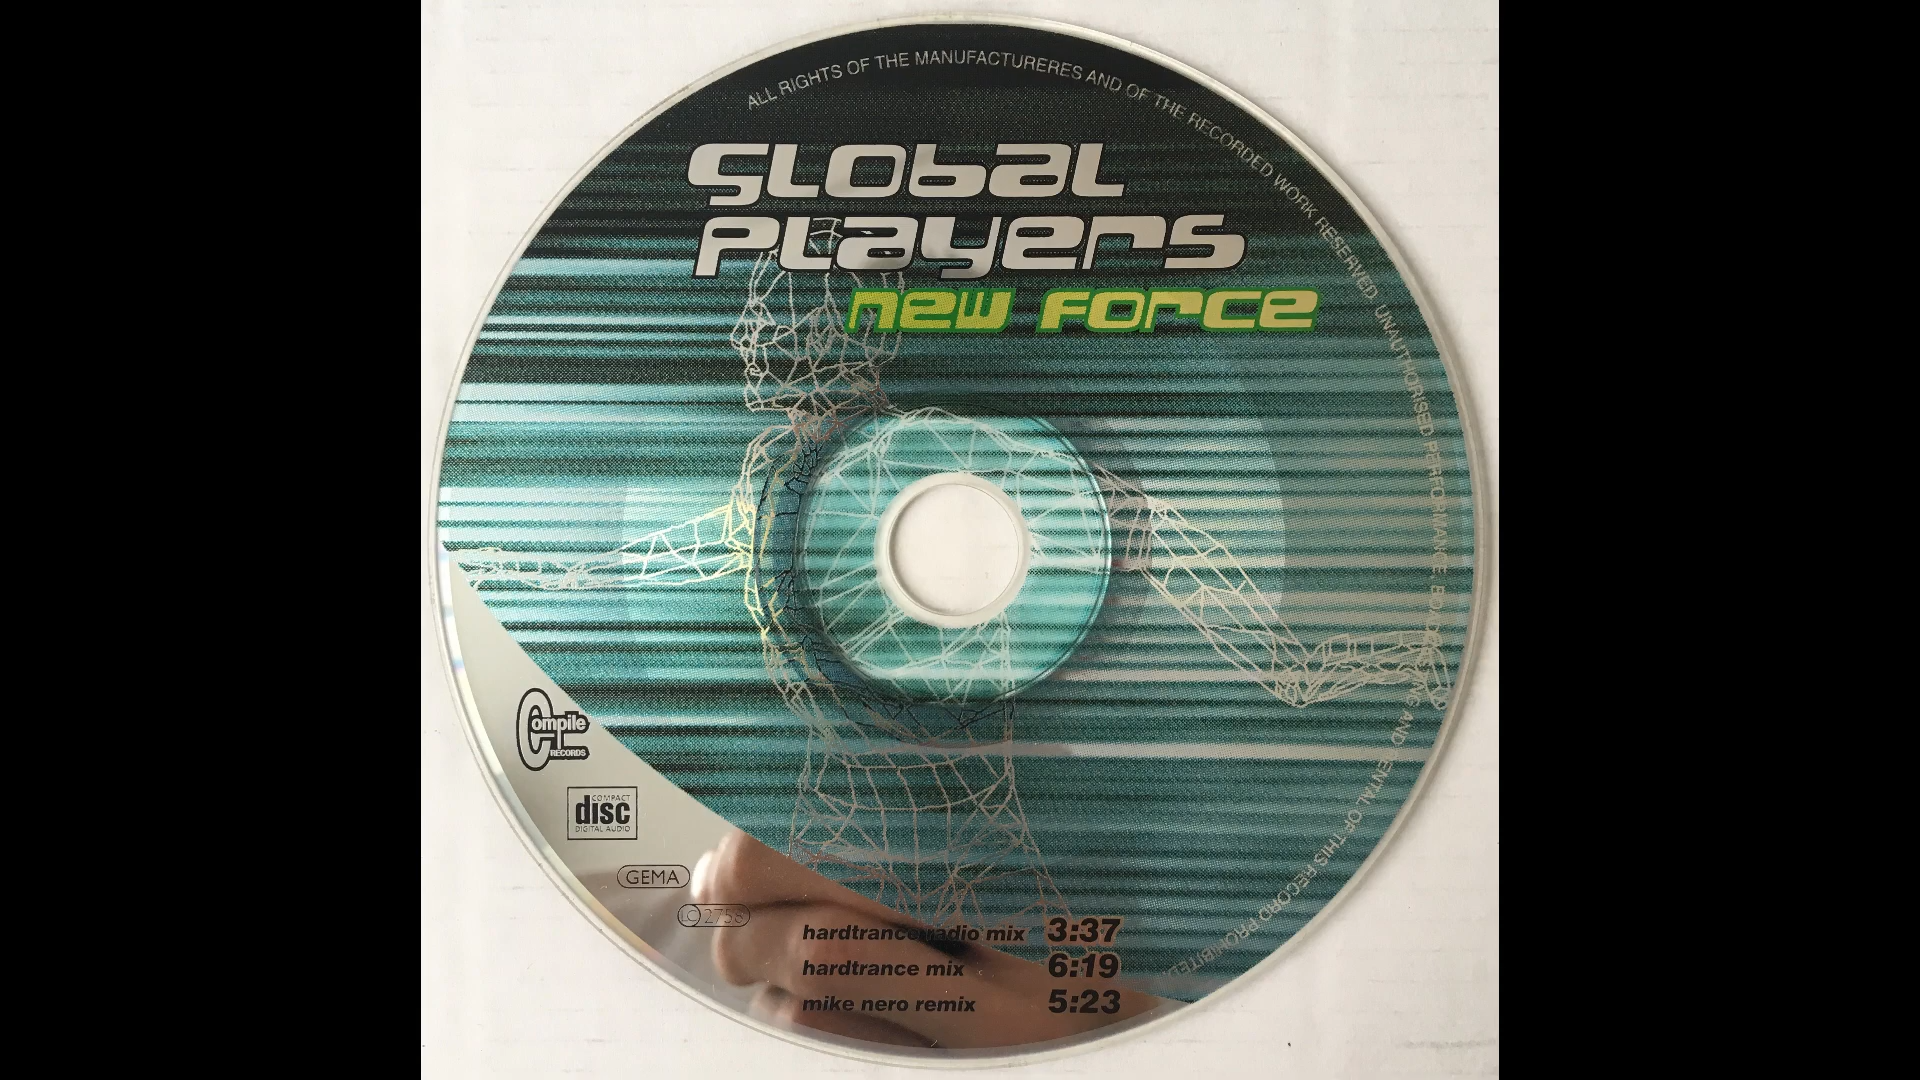 ALL RIGHTS OF THE MANUFACTURERES AND OF THE RECORDED WORK RESERVED. UNAUTHORISED PERFORMANCE AND RENTAL OF THIS RECORD PROHIBITED.
GLOBAL
PLAYERS
NEW FORCE
Compile
RECORDS
COMPACT
disc
DIGITAL AUDIO
GEMA
LC 2758
hardtrance radio mix 3:37
hardtrance mix 6:19
mike nero remix 5:23